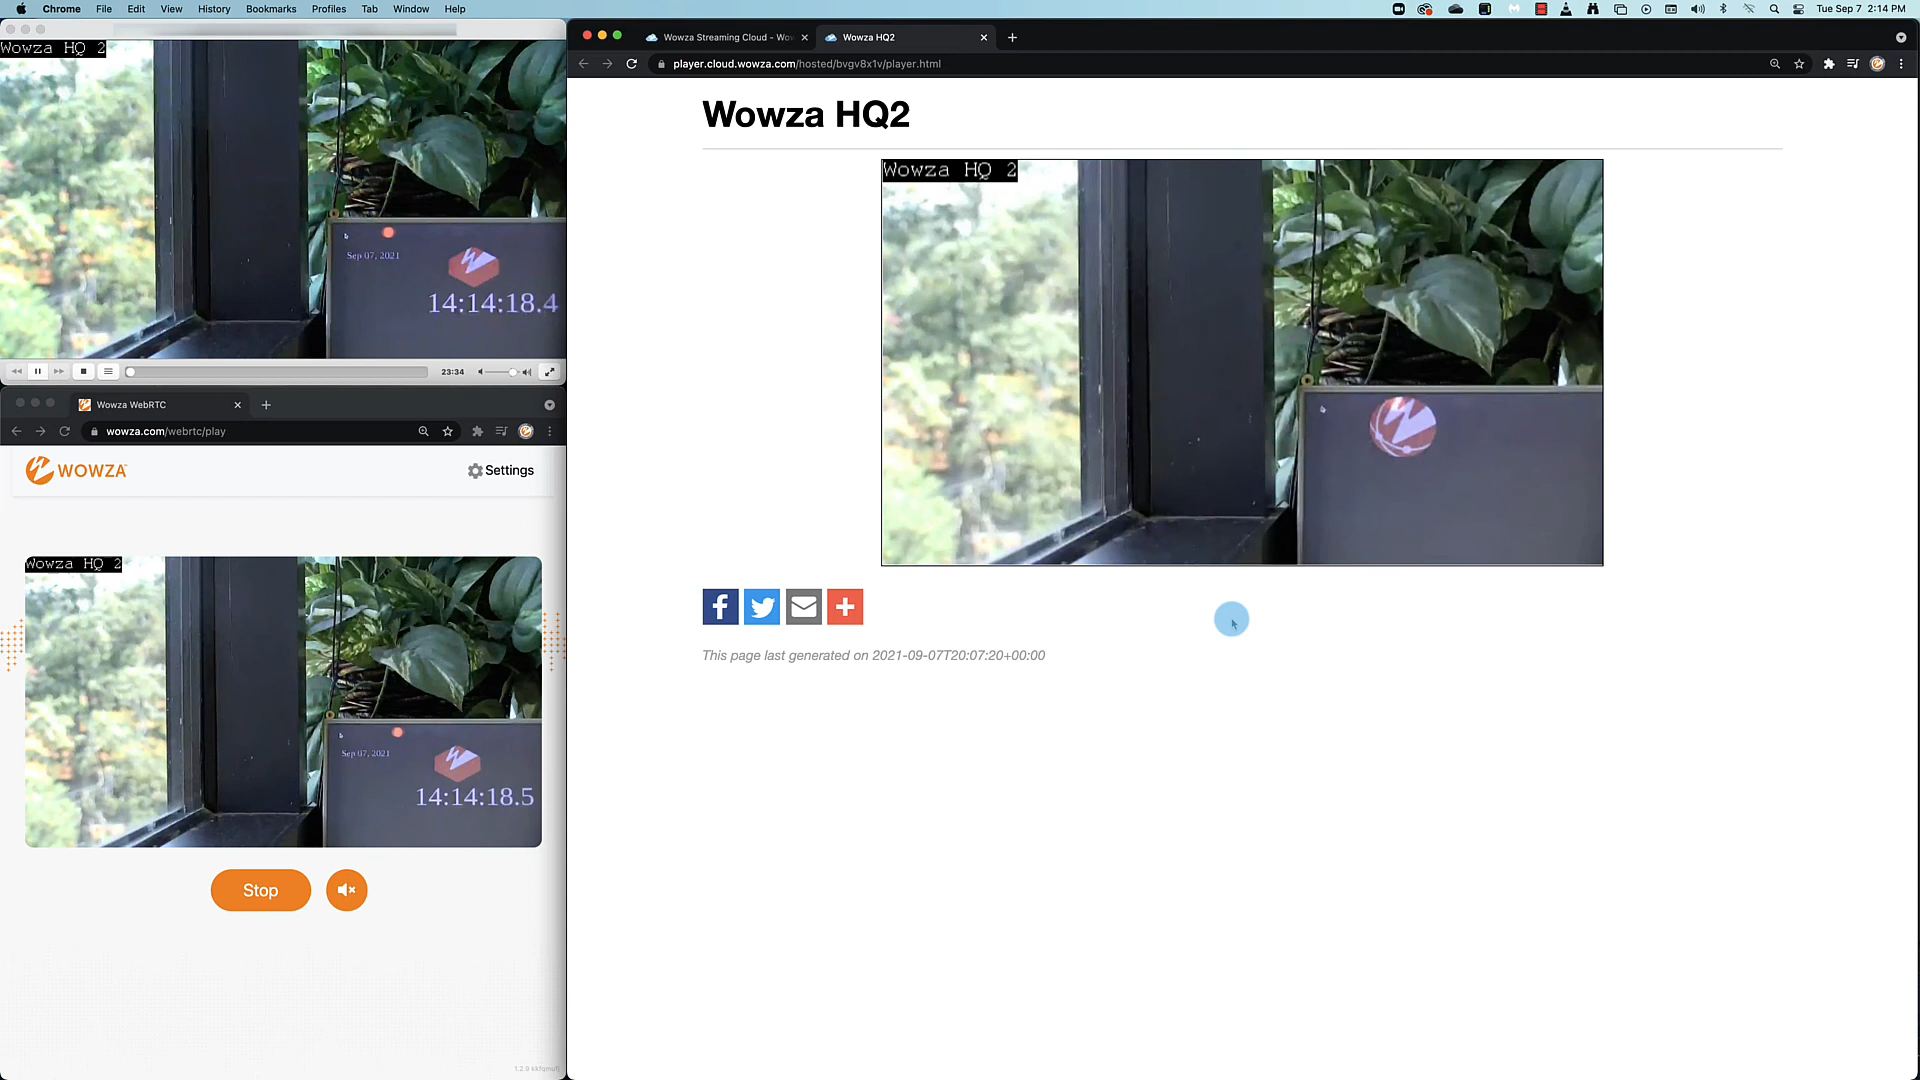 Chrome File Edit View History Bookmarks Profiles Tab Window Help
Tue Sep 7 2:14 PM
Wowza HQ 2
Sep 07, 2021
14:14:18.4
23:34
Wowza WebRTC
wowza.com/webrtc/play
WOWZA
Settings
Wowza HQ 2
Sep 07, 2021
14:14:18.5
Stop
Wowza Streaming Cloud - Wow
Wowza HQ2
player.cloud.wowza.com/hosted/bvgv8x1v/player.html
Wowza HQ2
Wowza HQ 2
This page last generated on 2021-09-07T20:07:20+00:00